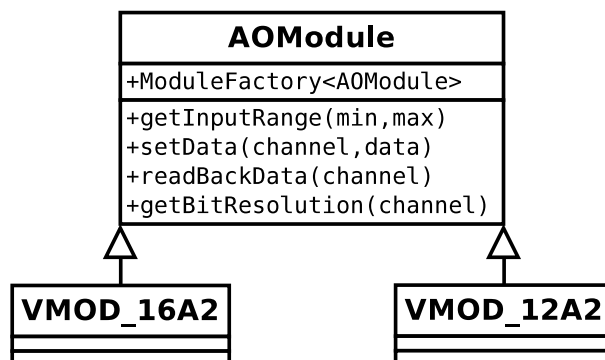 AOModule
+ModuleFactory<AOModule>
+getInputRange(min,max)
+setData(channel,data)
+readBackData(channel)
+getBitResolution(channel)
VMOD_16A2
VMOD_12A2